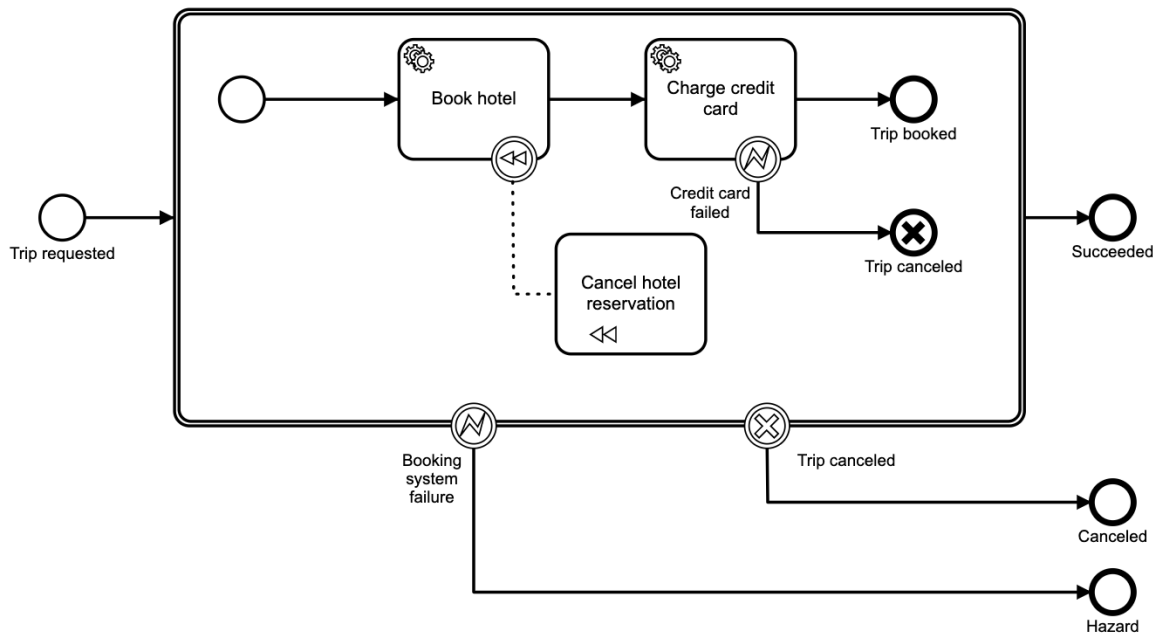 Book hotel
Charge credit
card
Trip booked
Credit card
failed
Trip requested
Trip canceled
Succeeded
Cancel hotel
reservation
Booking
system
failure
Trip canceled
Canceled
Hazard